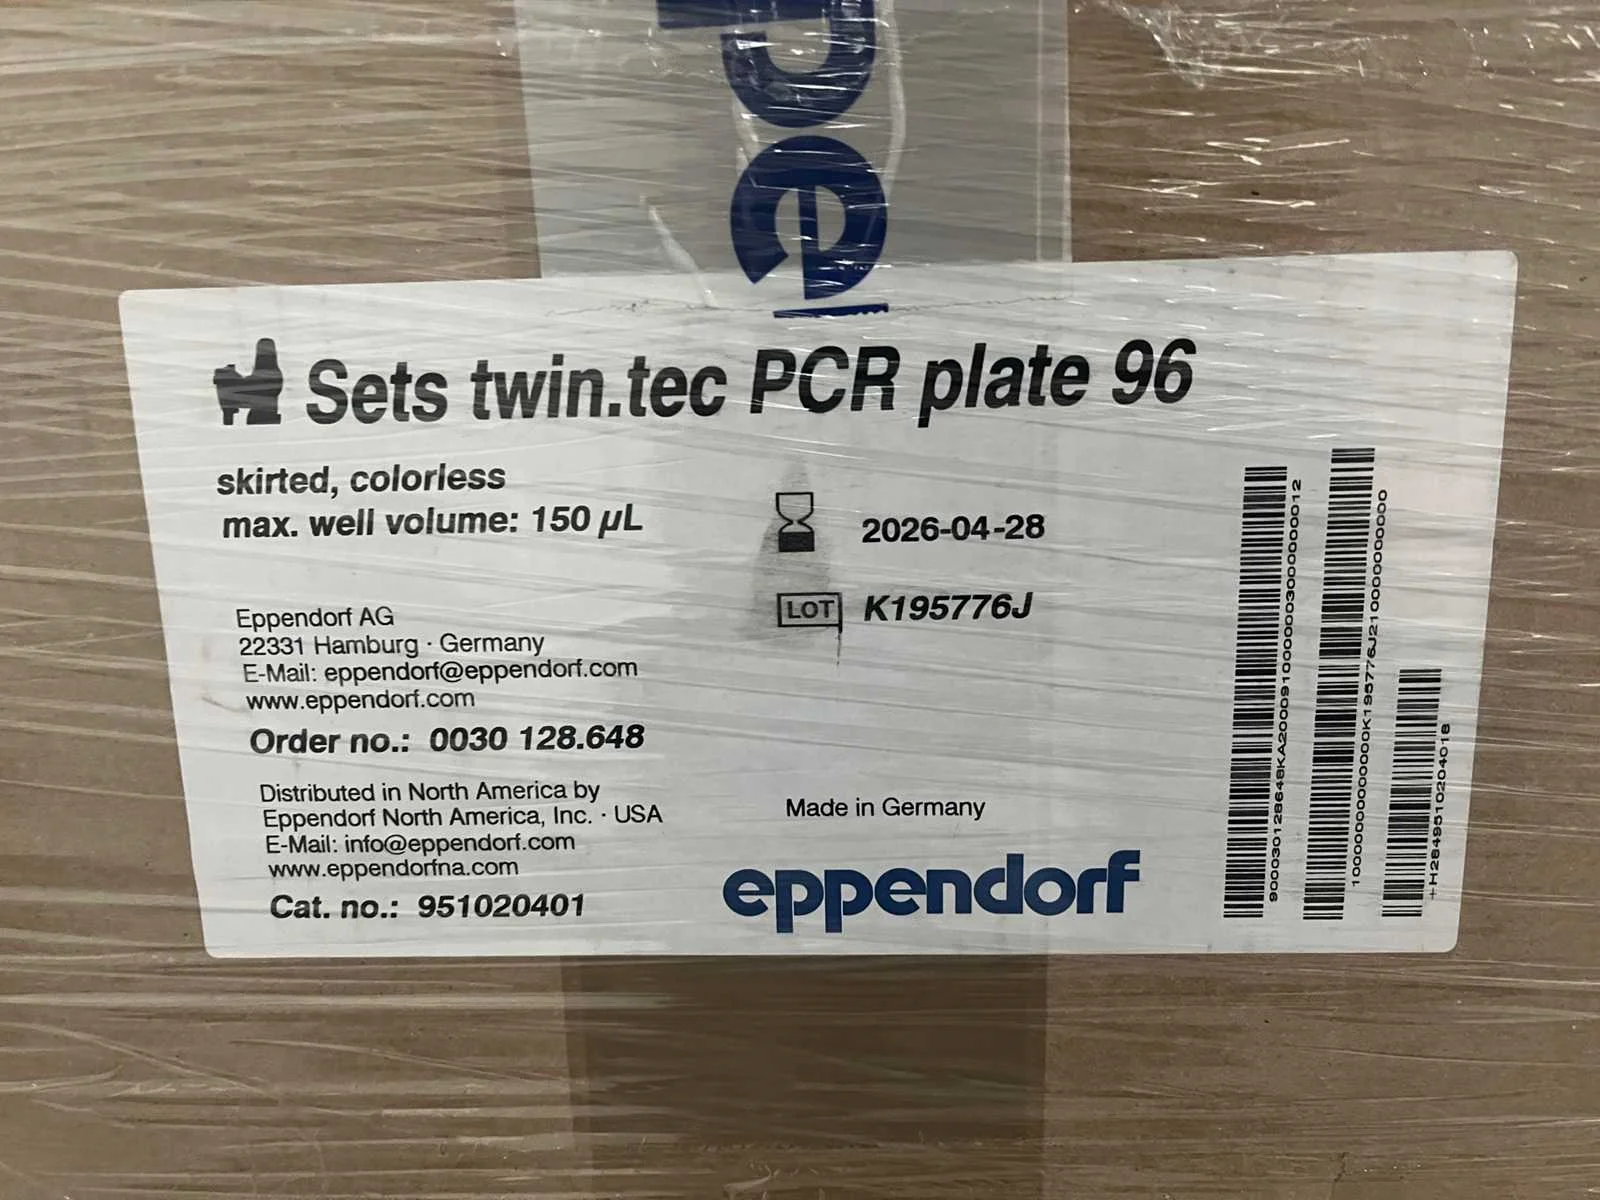 ppe
▇ Sets twin.tec PCR plate 96
skirted, colorless
max. well volume: 150 µL
2026-04-28
LOT K195776J
Eppendorf AG
22331 Hamburg · Germany
E-Mail: eppendorf@eppendorf.com
www.eppendorf.com
Order no.: 0030 128.648
Distributed in North America by
Eppendorf North America, Inc. · USA
E-Mail: info@eppendorf.com
www.eppendorfna.com
Cat. no.: 951020401
Made in Germany
eppendorf
+H2849510204018